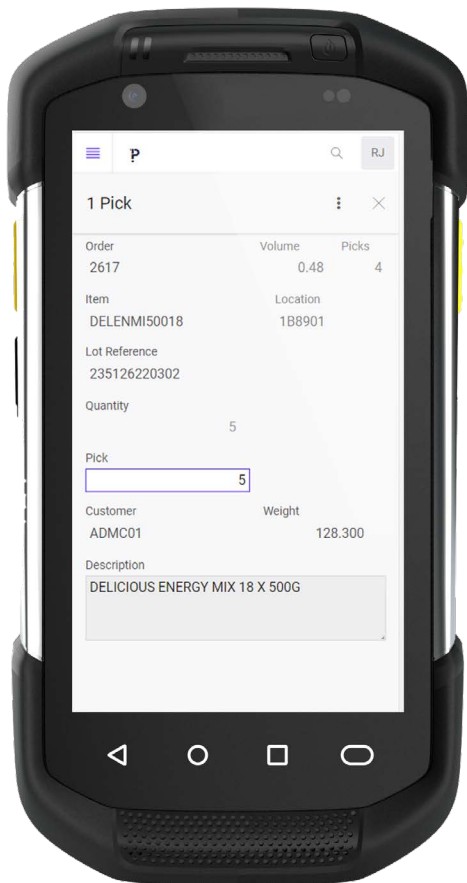 RJ
1 Pick
Order Volume Picks
2617 0.48 4
Item Location
DELENMI50018 1B8901
Lot Reference
235126220302
Quantity
5
Pick
5
Customer Weight
ADMC01 128.300
Description
DELICIOUS ENERGY MIX 18 X 500G